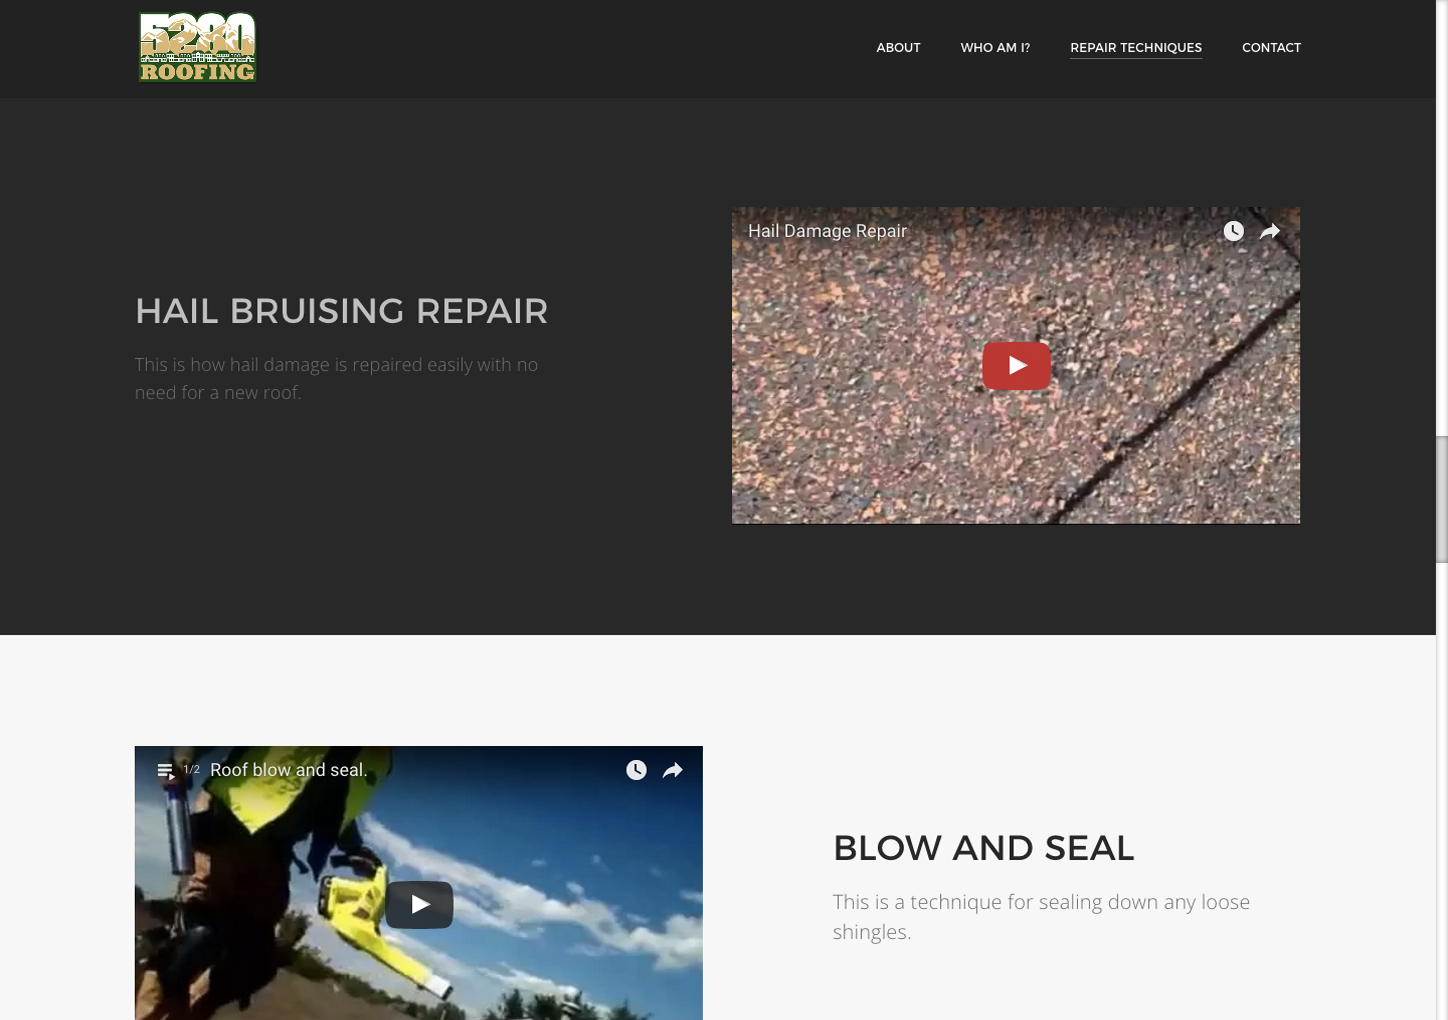 5280
ROOFING
ABOUT
WHO AM I?
REPAIR TECHNIQUES
CONTACT
Hail Damage Repair
HAIL BRUISING REPAIR
This is how hail damage is repaired easily with no
need for a new roof.
1/2
Roof blow and seal.
BLOW AND SEAL
This is a technique for sealing down any loose
shingles.